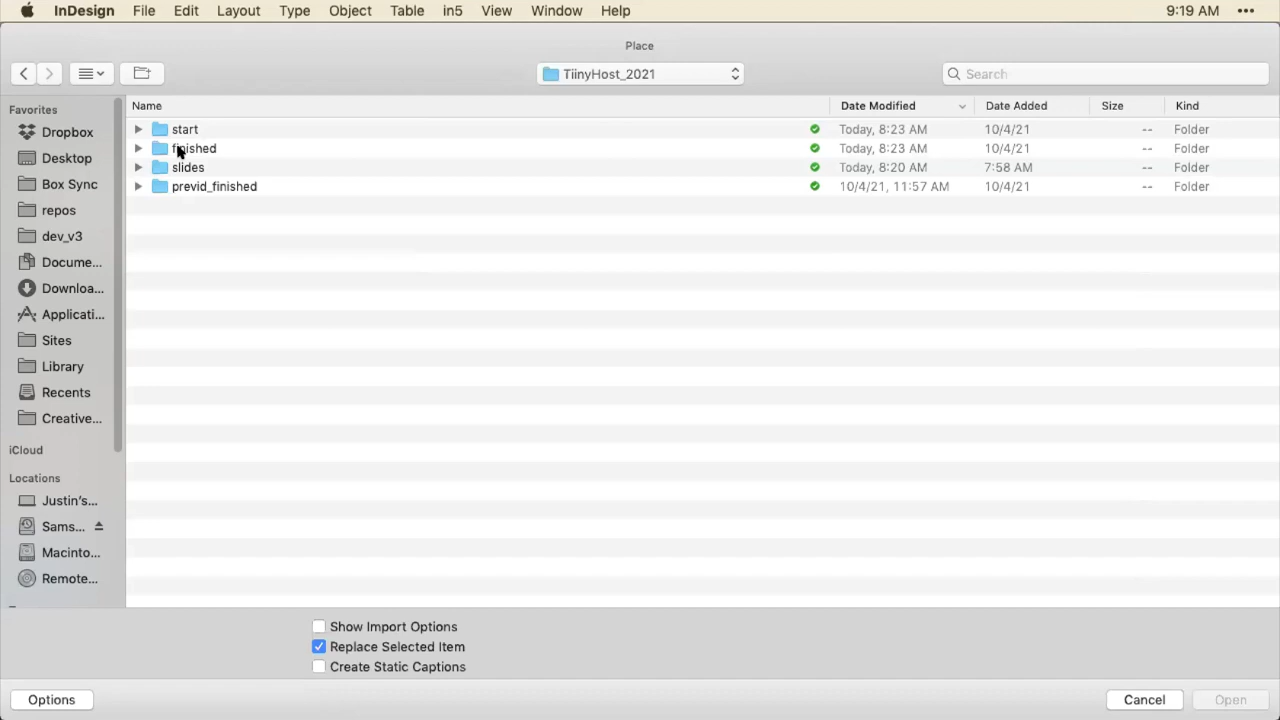 InDesign File Edit Layout Type Object Table in5 View Window Help 9:19 AM •••
Place
TiinyHost_2021 Search
Favorites Name Date Modified Date Added Size Kind
start Today, 8:23 AM 10/4/21 -- Folder
finished Today, 8:23 AM 10/4/21 -- Folder
slides Today, 8:20 AM 7:58 AM -- Folder
previd_finished 10/4/21, 11:57 AM 10/4/21 -- Folder
Dropbox
Desktop
Box Sync
repos
dev_v3
Docume...
Downloa...
Applicati...
Sites
Library
Recents
Creative...
iCloud
Locations
Justin's...
Sams...
Macinto...
Remote...
Show Import Options
Replace Selected Item
Create Static Captions
Options Cancel Open